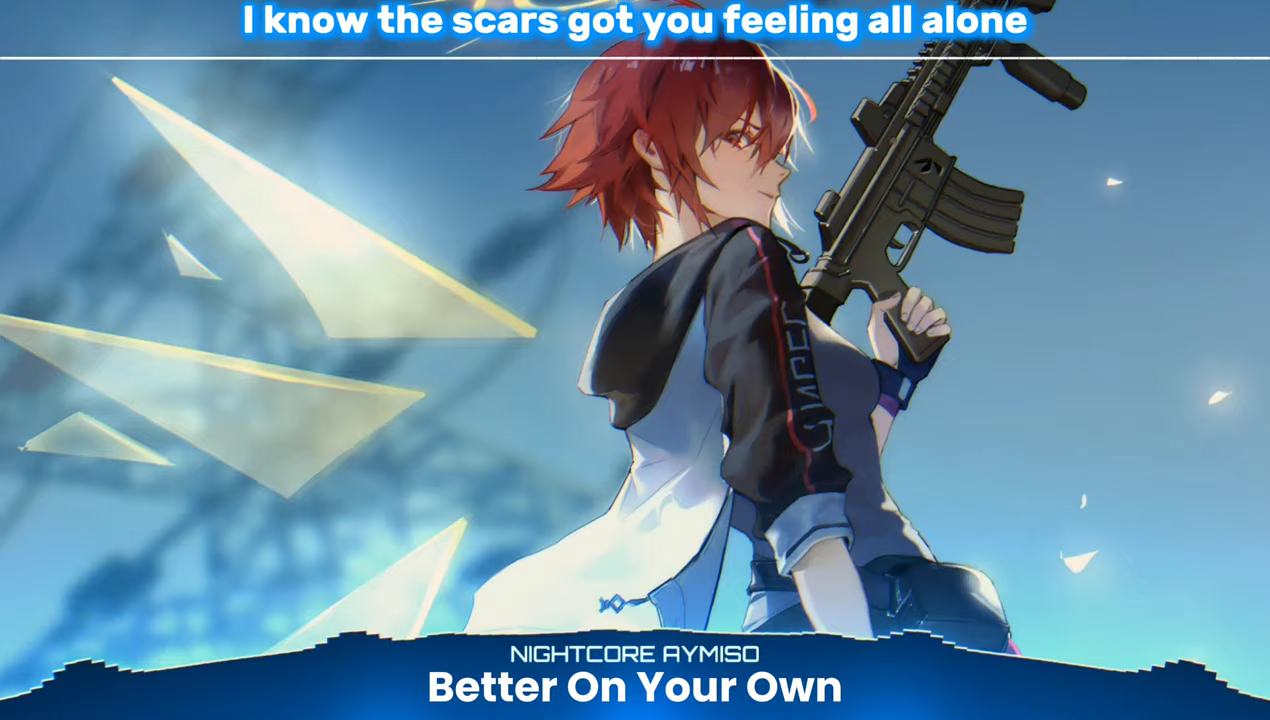 I know the scars got you feeling all alone
NIGHTCORE AYMISO
Better On Your Own